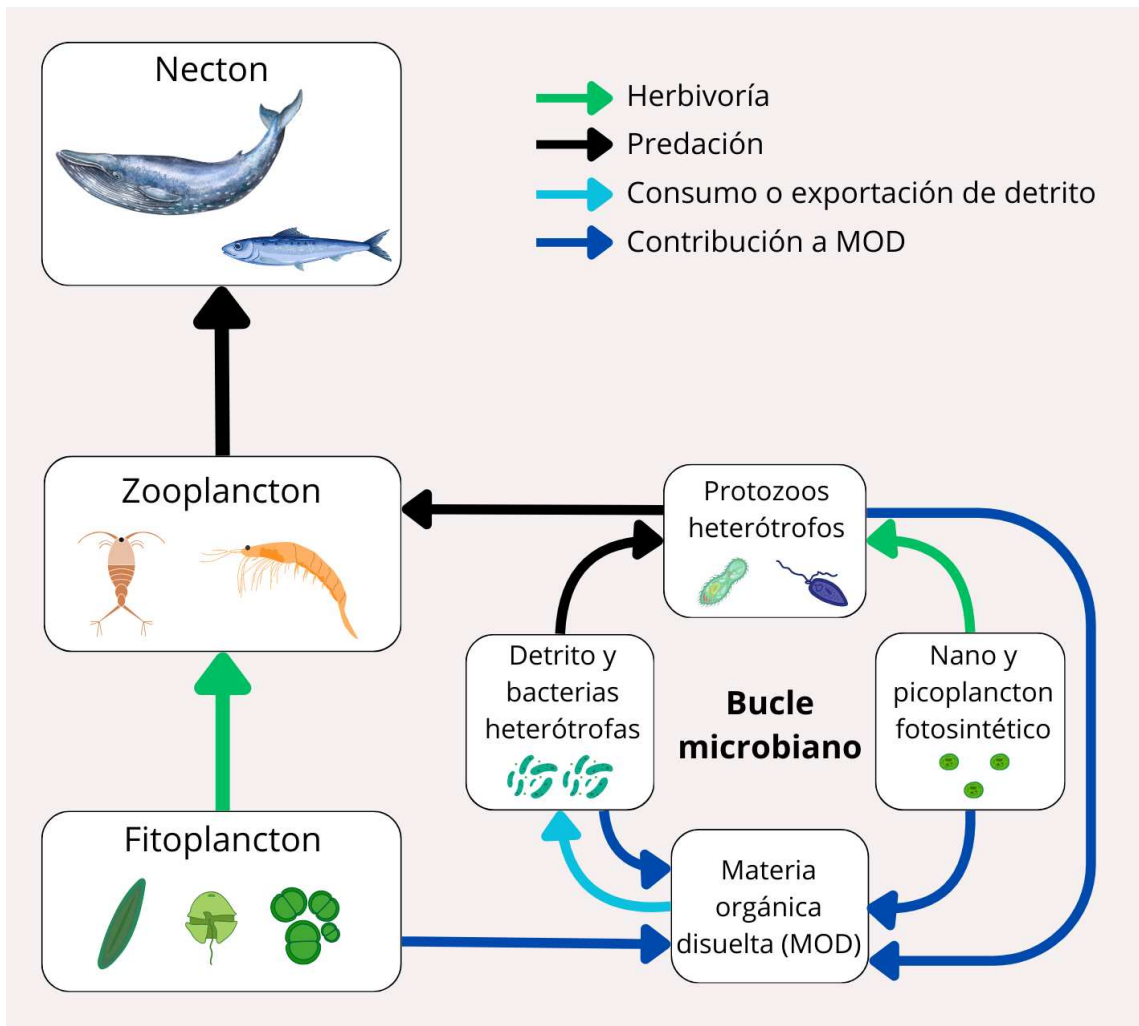 Necton
Herbivoría
Predación
Consumo o exportación de detrito
Contribución a MOD
Zooplancton
Protozoos
heterótrofos
Detrito y
bacterias
heterótrofas
Bucle
microbiano
Nano y
picoplancton
fotosintético
Fitoplancton
Materia
orgánica
disuelta (MOD)